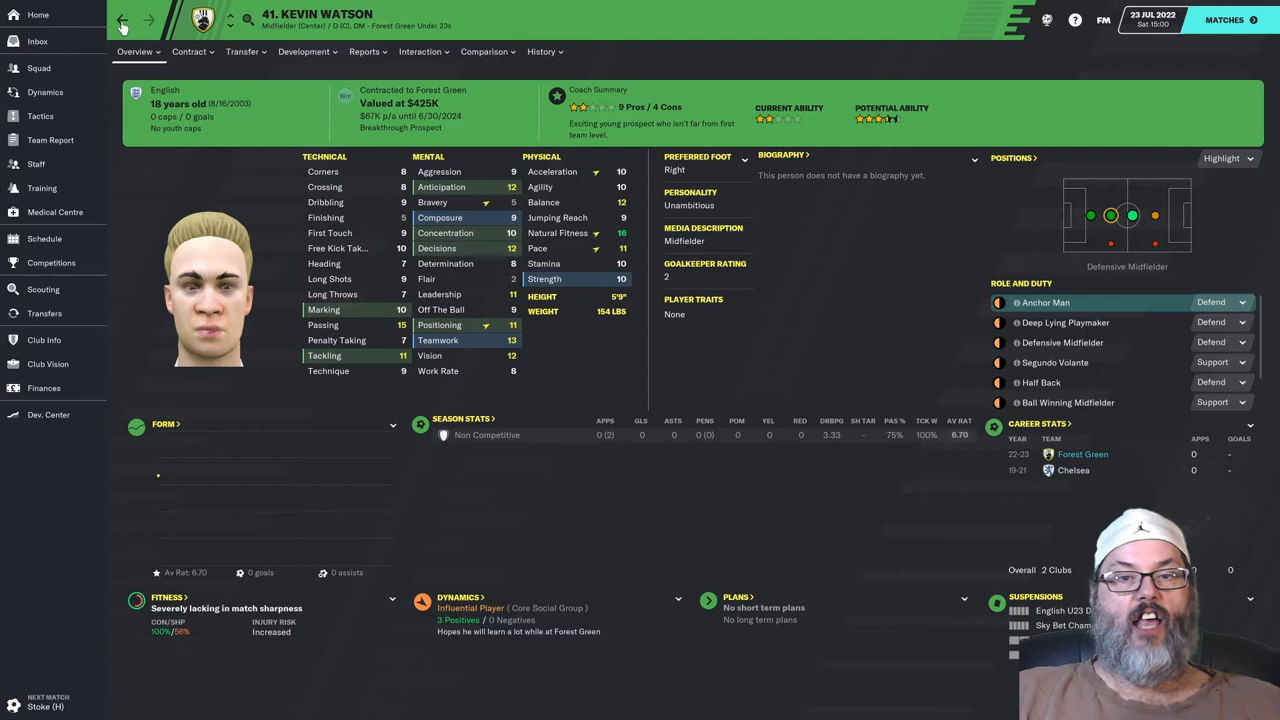 Home
41. KEVIN WATSON
Midfielder (Center) / D (C), DM - Forest Green Under 23s
FM
23 JUL 2022
Sat 15:00
MATCHES
Inbox
Squad
Dynamics
Tactics
Team Report
Staff
Training
Medical Centre
Schedule
Competitions
Scouting
Transfers
Club Info
Club Vision
Finances
Dev. Center
NEXT MATCH
Stoke (H)
Overview
Contract
Transfer
Development
Reports
Interaction
Comparison
History
English
18 years old (8/16/2003)
0 caps / 0 goals
No youth caps
Wnt
Contracted to Forest Green
Valued at $425K
$67K p/a until 6/30/2024
Breakthrough Prospect
Coach Summary
9 Pros / 4 Cons
Exciting young prospect who isn't far from first
team level.
CURRENT ABILITY
POTENTIAL ABILITY
TECHNICAL
Corners 8
Crossing 8
Dribbling 9
Finishing 5
First Touch 9
Free Kick Tak... 10
Heading 7
Long Shots 9
Long Throws 7
Marking 10
Passing 15
Penalty Taking 7
Tackling 11
Technique 9
MENTAL
Aggression 9
Anticipation 12
Bravery 5
Composure 9
Concentration 10
Decisions 12
Determination 8
Flair 2
Leadership 11
Off The Ball 9
Positioning 11
Teamwork 13
Vision 12
Work Rate 8
PHYSICAL
Acceleration 10
Agility 10
Balance 12
Jumping Reach 9
Natural Fitness 16
Pace 11
Stamina 10
Strength 10
HEIGHT 5'9"
WEIGHT 154 LBS
PREFERRED FOOT
Right
PERSONALITY
Unambitious
MEDIA DESCRIPTION
Midfielder
GOALKEEPER RATING
2
PLAYER TRAITS
None
BIOGRAPHY
This person does not have a biography yet.
POSITIONS
Highlight
Defensive Midfielder
ROLE AND DUTY
Anchor Man Defend
Deep Lying Playmaker Defend
Defensive Midfielder Defend
Segundo Volante Support
Half Back Defend
Ball Winning Midfielder Support
FORM
Av Rat: 6.70
0 goals
0 assists
SEASON STATS APPS GLS ASTS PENS POM YEL RED DRBPG SH TAR PAS % TCK W AV RAT
Non Competitive 0 (2) 0 0 0 (0) 0 0 0 3.33 - 75% 100% 6.70
CAREER STATS
YEAR TEAM APPS GOALS
22-23 Forest Green 0 -
19-21 Chelsea 0 -
Overall 2 Clubs 0
FITNESS
Severely lacking in match sharpness
CON/SHP
100%/56%
INJURY RISK
Increased
DYNAMICS
Influential Player ( Core Social Group )
3 Positives / 0 Negatives
Hopes he will learn a lot while at Forest Green
PLANS
No short term plans
No long term plans
SUSPENSIONS
English U23 D
Sky Bet Cham